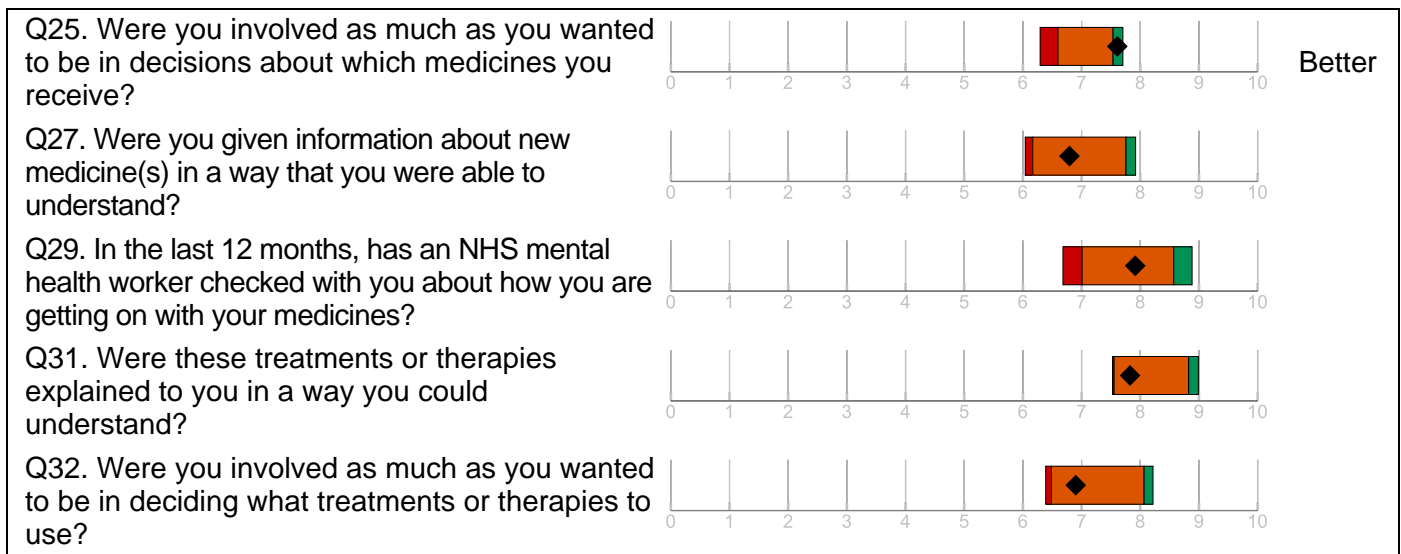 Q25. Were you involved as much as you wanted
to be in decisions about which medicines you
receive?
Better
0 1 2 3 4 5 6 7 8 9 10
Q27. Were you given information about new
medicine(s) in a way that you were able to
understand?
0 1 2 3 4 5 6 7 8 9 10
Q29. In the last 12 months, has an NHS mental
health worker checked with you about how you are
getting on with your medicines?
0 1 2 3 4 5 6 7 8 9 10
Q31. Were these treatments or therapies
explained to you in a way you could
understand?
0 1 2 3 4 5 6 7 8 9 10
Q32. Were you involved as much as you wanted
to be in deciding what treatments or therapies to
use?
0 1 2 3 4 5 6 7 8 9 10